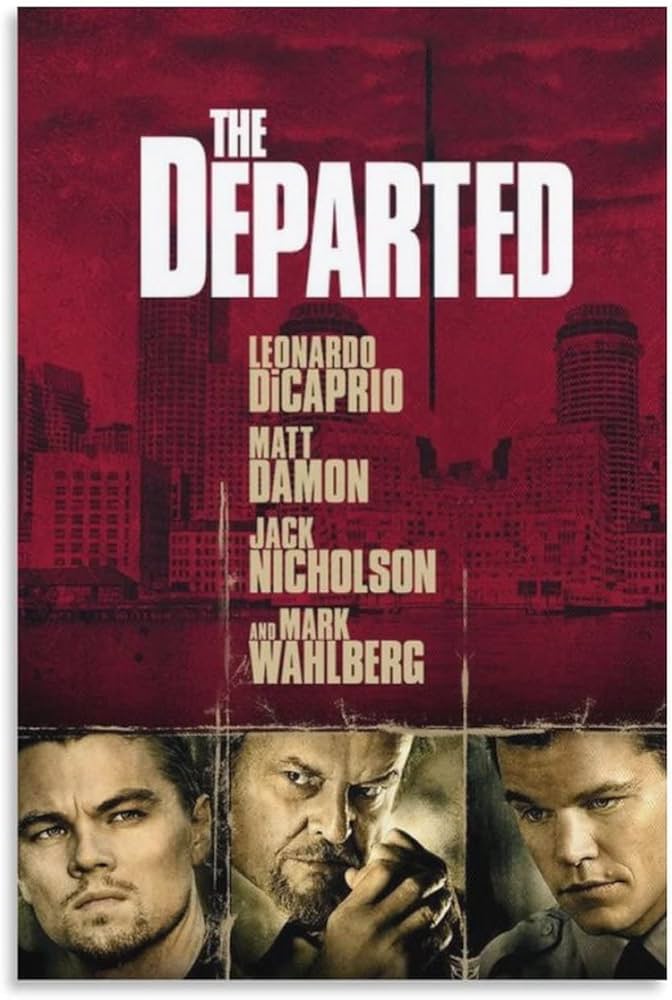 THE
DEPARTED
LEONARDO
DiCAPRIO
MATT
DAMON
JACK
NICHOLSON
AND MARK
WAHLBERG